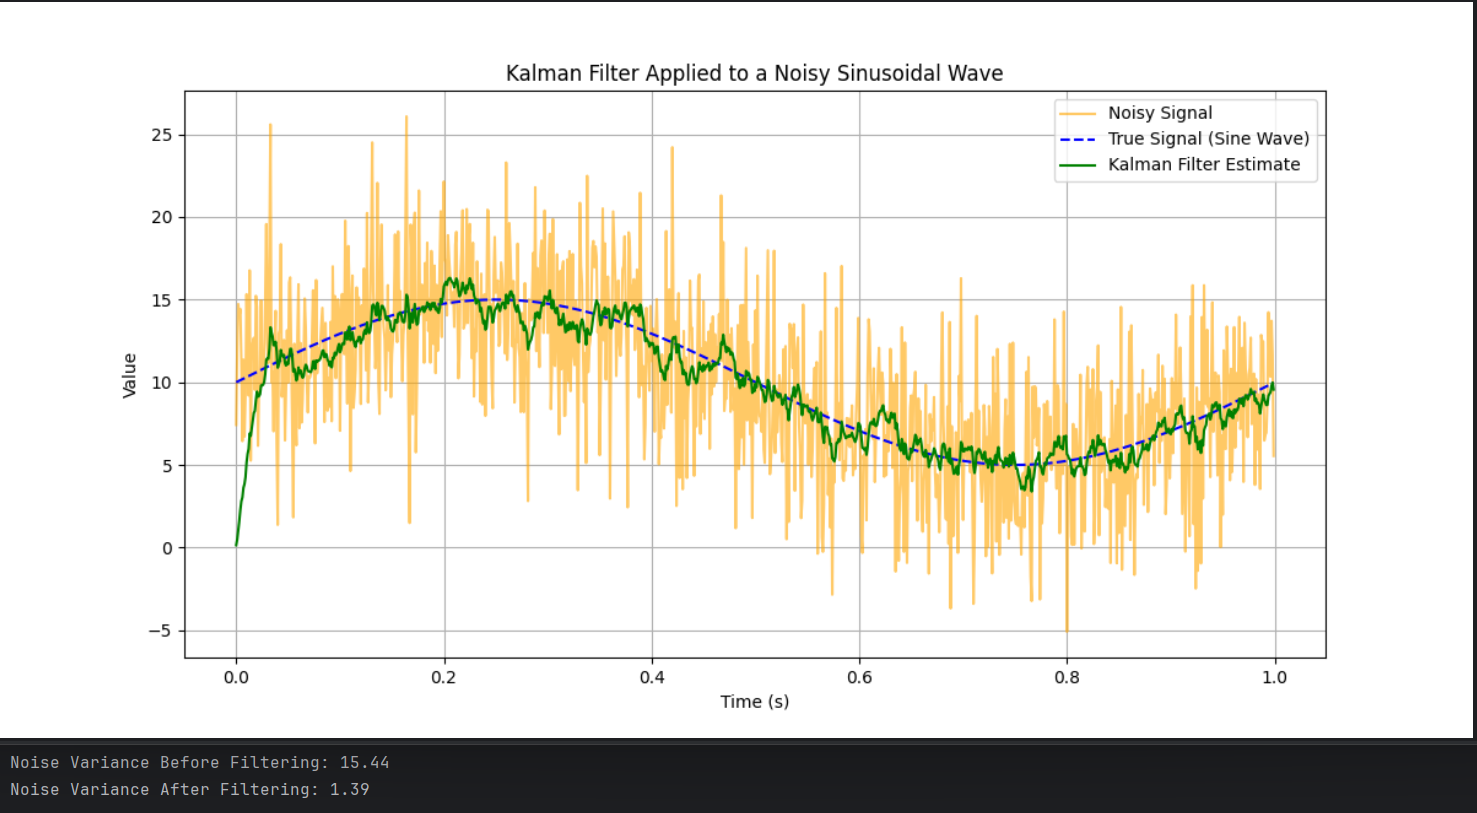 Kalman Filter Applied to a Noisy Sinusoidal Wave
Noisy Signal
True Signal (Sine Wave)
Kalman Filter Estimate
Value
25
20
15
10
5
0
−5
0.0 0.2 0.4 0.6 0.8 1.0
Time (s)
Noise Variance Before Filtering: 15.44
Noise Variance After Filtering: 1.39